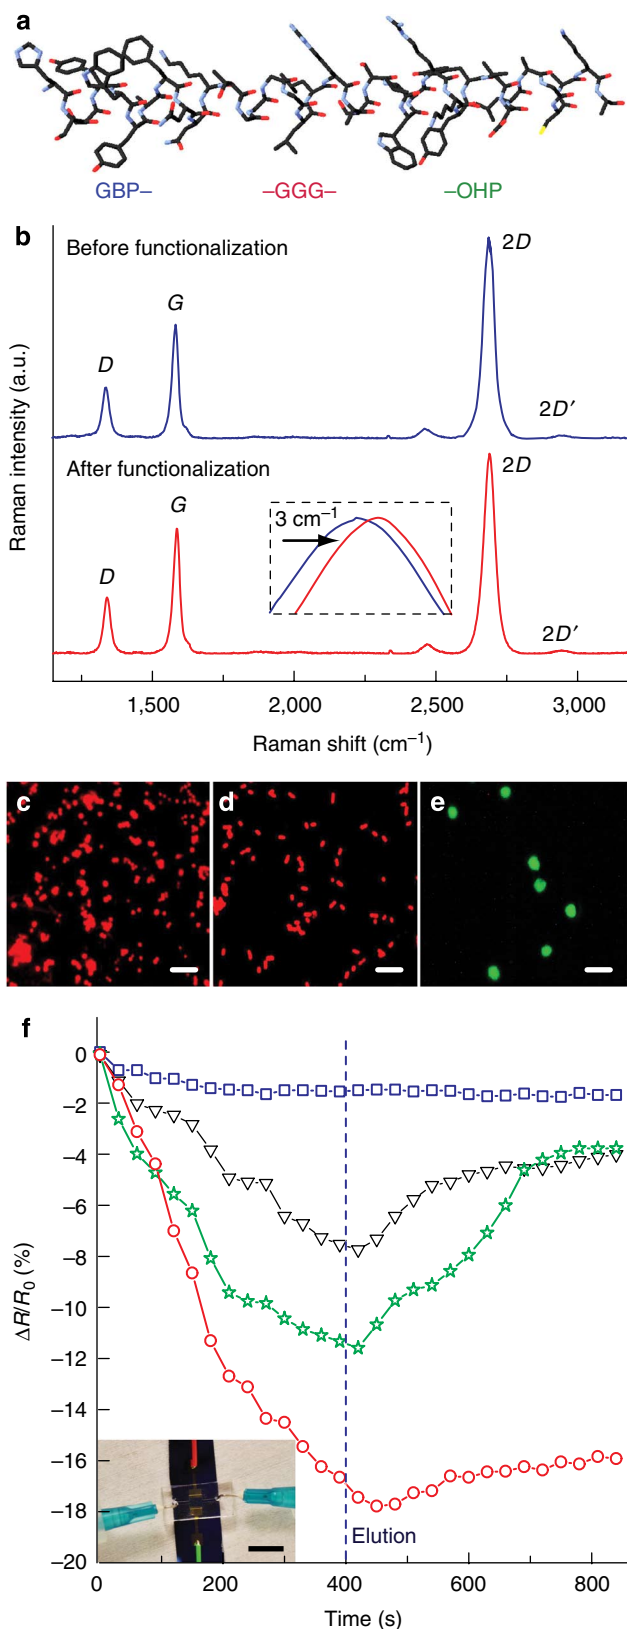 a
GBP–
–GGG–
–OHP
b
Before functionalization
2D
G
D
2D′
After functionalization
2D
G
3 cm⁻¹
D
2D′
Raman intensity (a.u.)
1,500
2,000
2,500
3,000
Raman shift (cm⁻¹)
c
d
e
f
0
−2
−4
−6
−8
−10
−12
−14
−16
−18
−20
ΔR/R₀ (%)
Elution
0
200
400
600
800
Time (s)